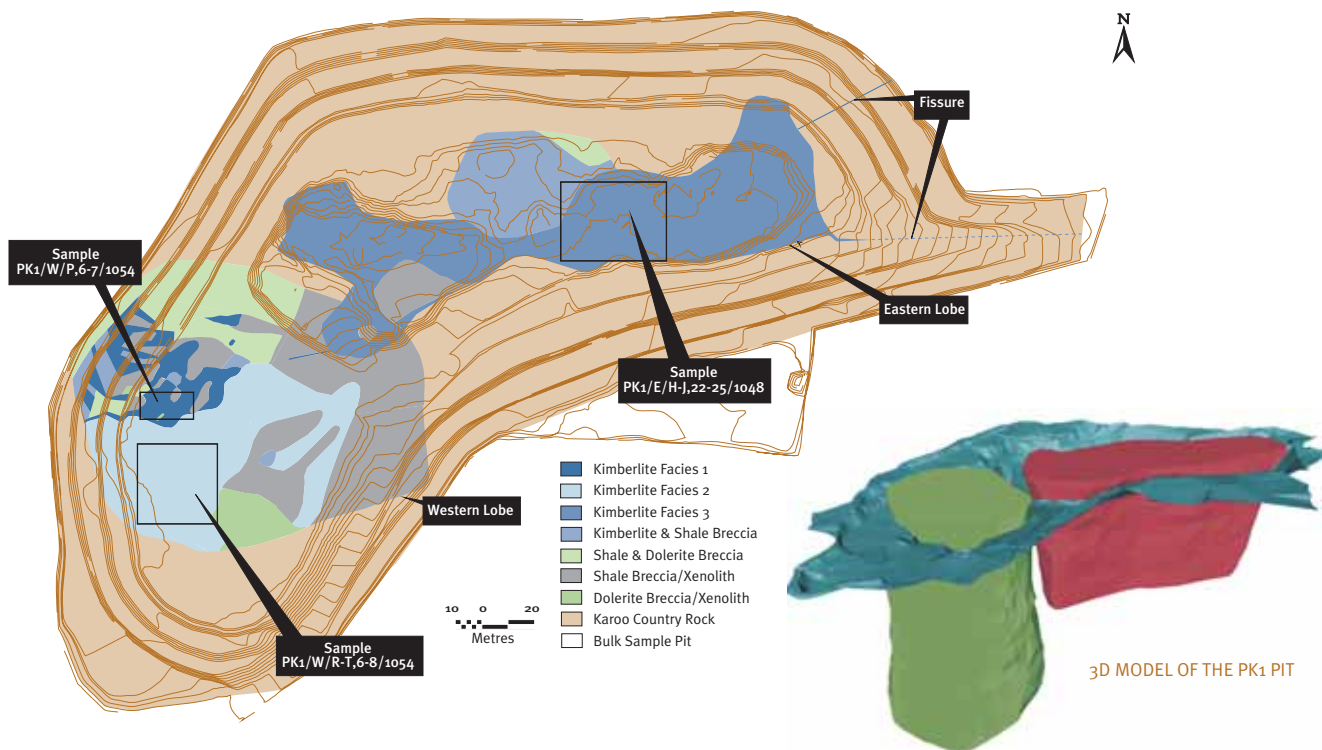 N
Fissure
Sample
PK1/W/P,6-7/1054
Eastern Lobe
Sample
PK1/E/H-J,22-25/1048
Western Lobe
Sample
PK1/W/R-T,6-8/1054
Kimberlite Facies 1
Kimberlite Facies 2
Kimberlite Facies 3
Kimberlite & Shale Breccia
Shale & Dolerite Breccia
Shale Breccia/Xenolith
Dolerite Breccia/Xenolith
Karoo Country Rock
Bulk Sample Pit
10 0 20
Metres
3D MODEL OF THE PK1 PIT